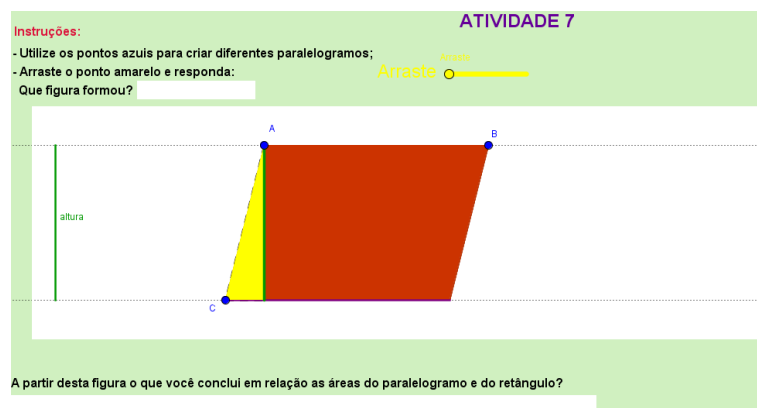 ATIVIDADE 7
Instruções:
- Utilize os pontos azuis para criar diferentes paralelogramos;
- Arraste o ponto amarelo e responda:
Arraste
Que figura formou?
A
B
altura
C
A partir desta figura o que você conclui em relação as áreas do paralelogramo e do retângulo?